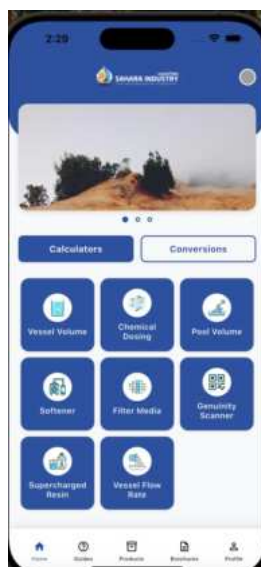 2:29
SAHARA INDUSTRY
Calculators
Conversions
Vessel Volume
Chemical
Dosing
Pool Volume
Softener
Filter Media
Genuinity
Scanner
Supercharged
Resin
Vessel Flow
Rate
Home
Guides
Products
Brochures
Profile